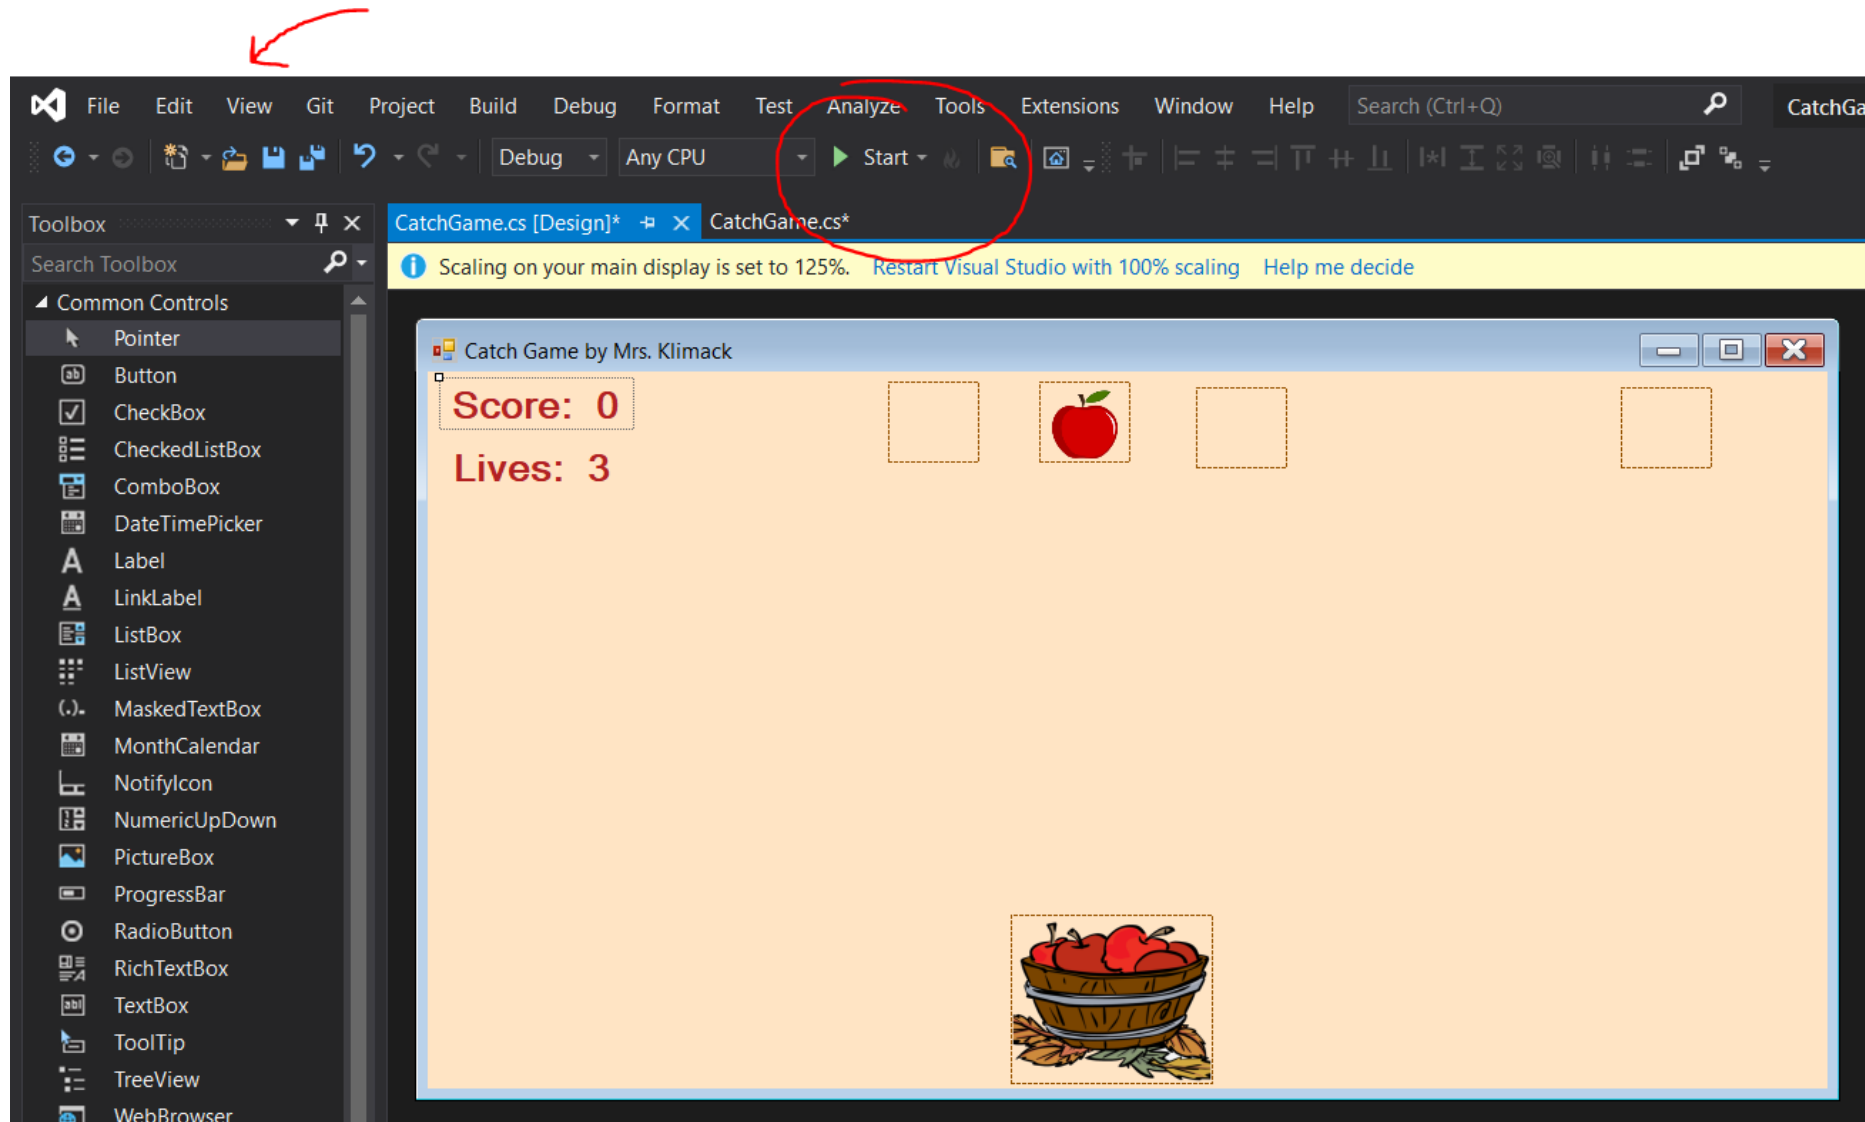 File Edit View Git Project Build Debug Format Test Analyze Tools Extensions Window Help Search (Ctrl+Q) CatchGa
Debug Any CPU Start
Toolbox
CatchGame.cs [Design]* CatchGame.cs*
Search Toolbox
Scaling on your main display is set to 125%. Restart Visual Studio with 100% scaling Help me decide
Common Controls
Pointer
Button
CheckBox
CheckedListBox
ComboBox
DateTimePicker
Label
LinkLabel
ListBox
ListView
MaskedTextBox
MonthCalendar
NotifyIcon
NumericUpDown
PictureBox
ProgressBar
RadioButton
RichTextBox
TextBox
ToolTip
TreeView
WebBrowser
Catch Game by Mrs. Klimack
Score: 0
Lives: 3